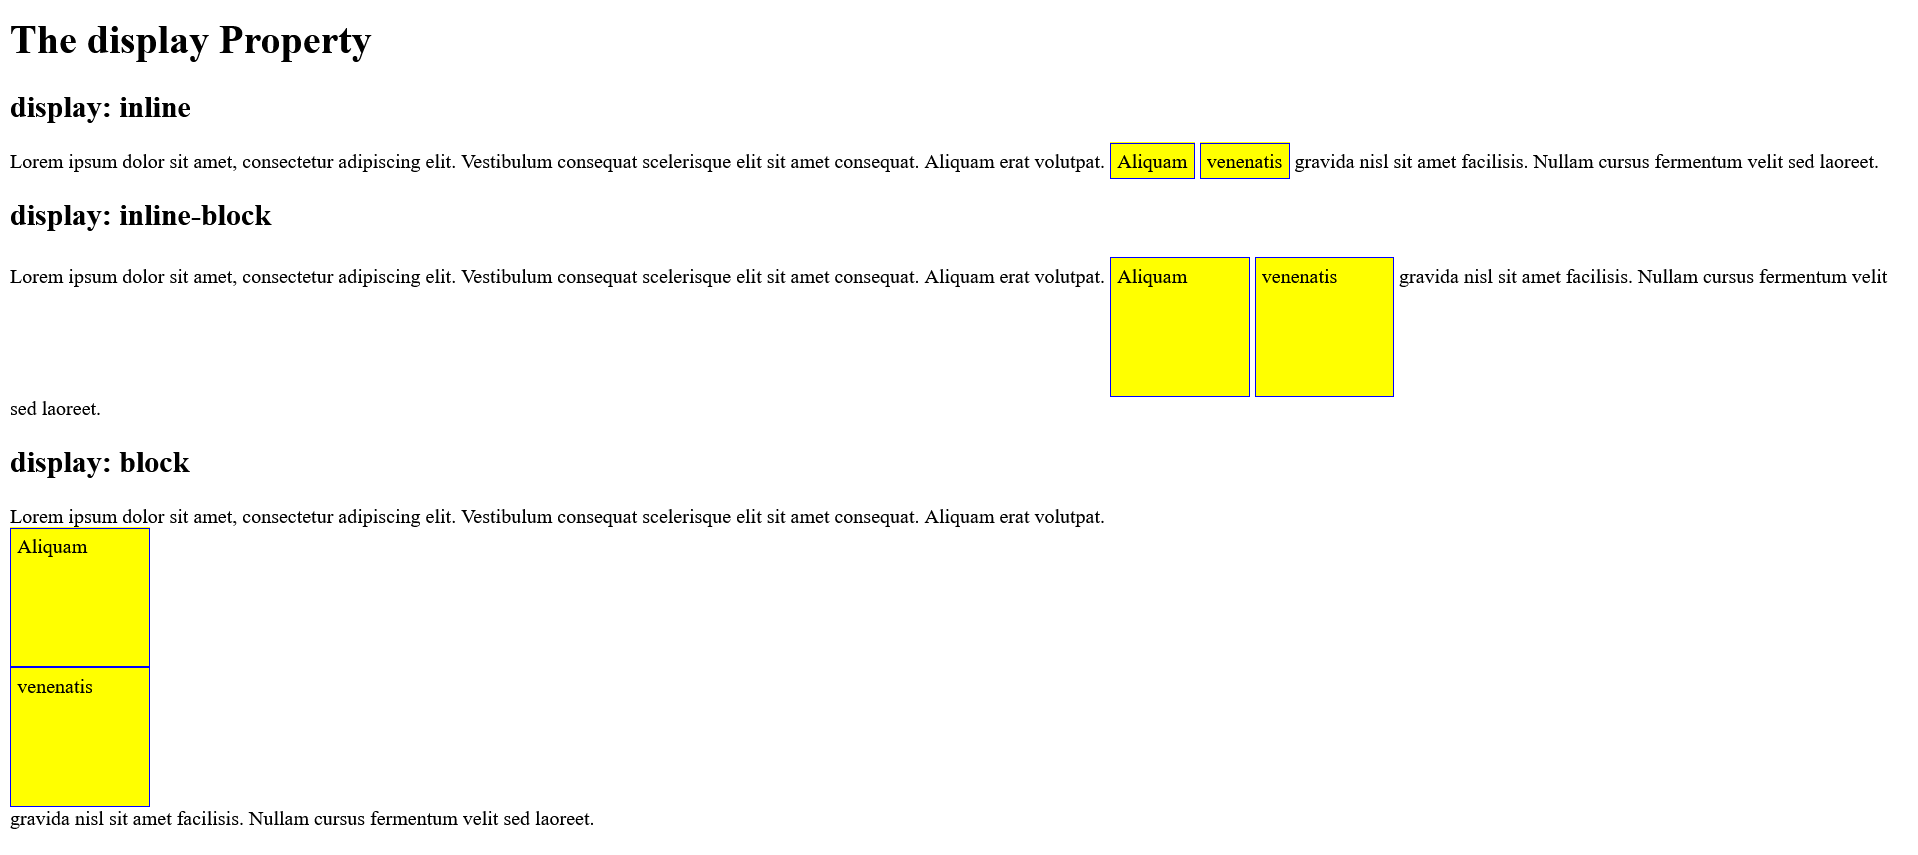 The display Property
display: inline
Lorem ipsum dolor sit amet, consectetur adipiscing elit. Vestibulum consequat scelerisque elit sit amet consequat. Aliquam erat volutpat. Aliquam venenatis gravida nisl sit amet facilisis. Nullam cursus fermentum velit sed laoreet.
display: inline-block
Lorem ipsum dolor sit amet, consectetur adipiscing elit. Vestibulum consequat scelerisque elit sit amet consequat. Aliquam erat volutpat. Aliquam venenatis gravida nisl sit amet facilisis. Nullam cursus fermentum velit
sed laoreet.
display: block
Lorem ipsum dolor sit amet, consectetur adipiscing elit. Vestibulum consequat scelerisque elit sit amet consequat. Aliquam erat volutpat.
Aliquam
venenatis
gravida nisl sit amet facilisis. Nullam cursus fermentum velit sed laoreet.